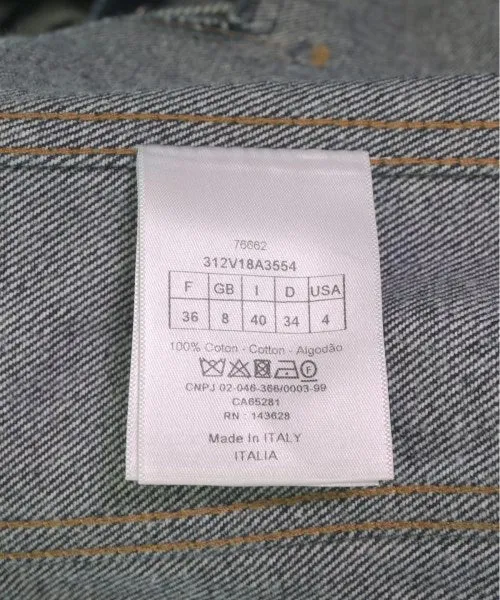 76662
312V18A3554
F GB I D USA
36 8 40 34 4
100% Coton - Cotton - Algodão
F
CNPJ 02-046-366/0003-99
CA65281
RN : 143628
Made In ITALY
ITALIA